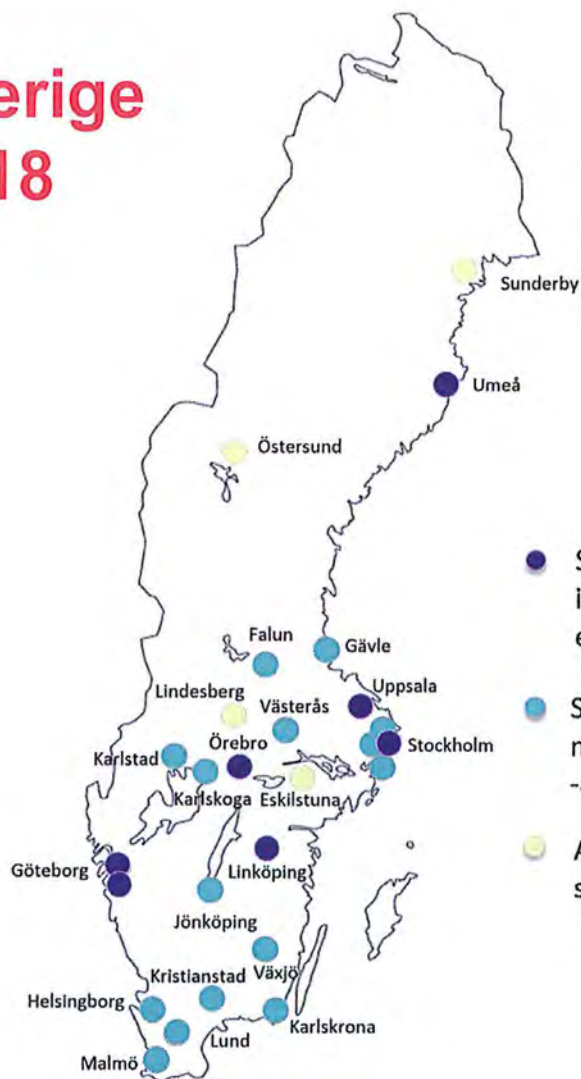 erige
18
Sunderby
Umeå
Östersund
Falun
Gävle
Lindesberg
Västerås
Uppsala
Karlstad
Örebro
Stockholm
Karlskoga
Eskilstuna
Göteborg
Linköping
Jönköping
Växjö
Kristianstad
Helsingborg
Karlskrona
Lund
Malmö
S
i
e
S
n
-
A
s